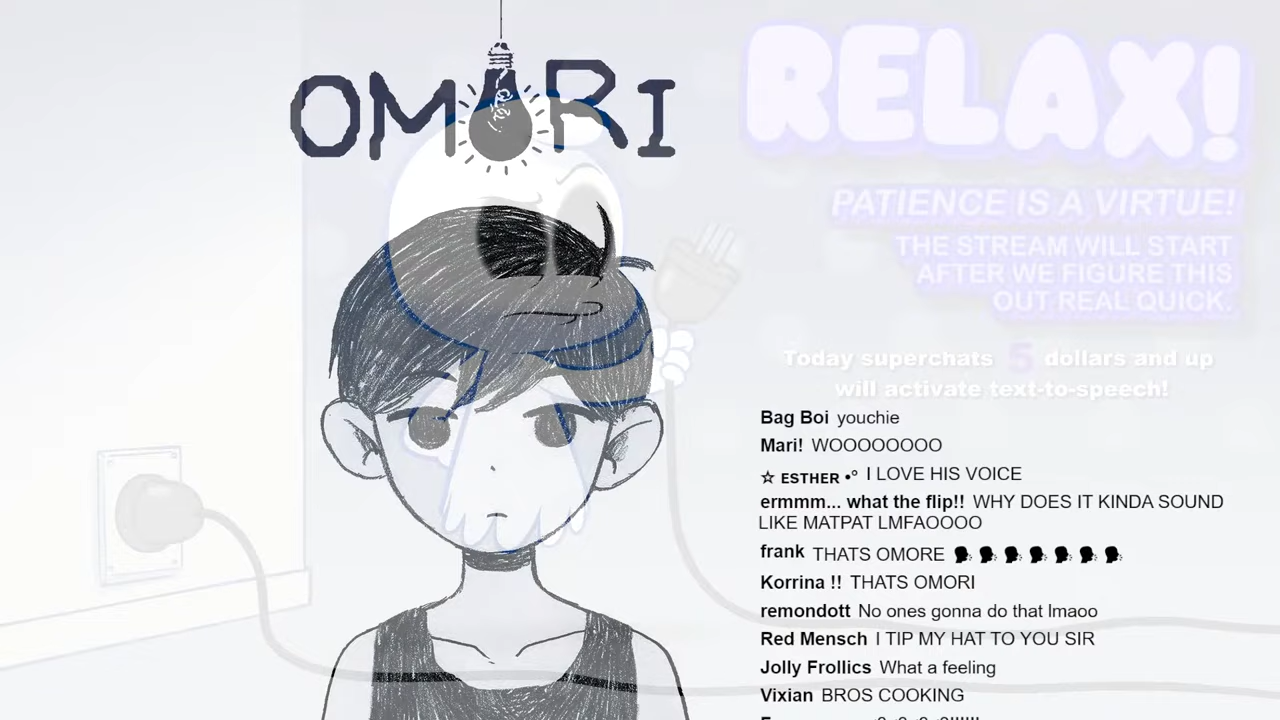 OMORI
RELAX!
PATIENCE IS A VIRTUE!
THE STREAM WILL START
AFTER WE FIGURE THIS
OUT REAL QUICK.
Today superchats 5 dollars and up
will activate text-to-speech!
Bag Boi youchie
Mari! WOOOOOOOO
☆ ᴇsᴛʜᴇʀ •° I LOVE HIS VOICE
ermmm... what the flip!! WHY DOES IT KINDA SOUND
LIKE MATPAT LMFAOOOO
frank THATS OMORE 🗣🗣🗣🗣🗣🗣🗣
Korrina !! THATS OMORI
remondott No ones gonna do that lmaoo
Red Mensch I TIP MY HAT TO YOU SIR
Jolly Frollics What a feeling
Vixian BROS COOKING